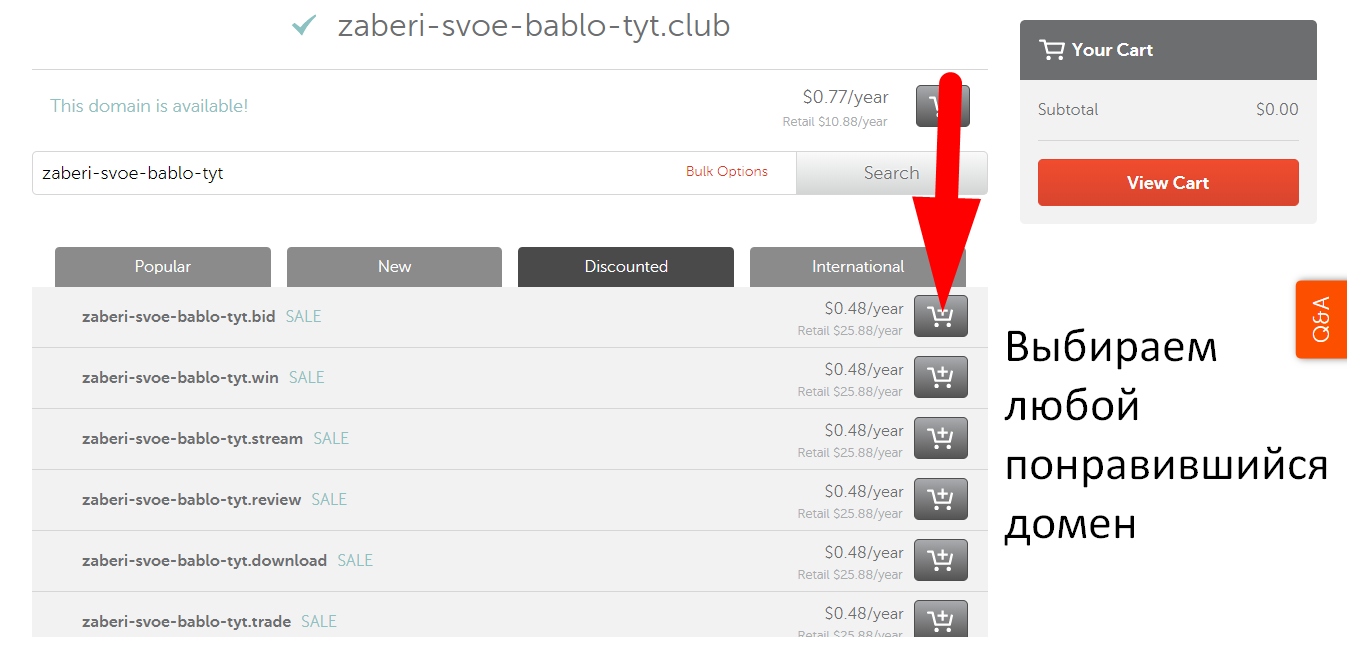 zaberi-svoe-bablo-tyt.club
Your Cart
This domain is available!
$0.77/year
Retail $10.88/year
Subtotal
$0.00
zaberi-svoe-bablo-tyt
Bulk Options
Search
View Cart
Popular
New
Discounted
International
zaberi-svoe-bablo-tyt.bid SALE
$0.48/year
Retail $25.88/year
zaberi-svoe-bablo-tyt.win SALE
$0.48/year
Retail $25.88/year
zaberi-svoe-bablo-tyt.stream SALE
$0.48/year
Retail $25.88/year
zaberi-svoe-bablo-tyt.review SALE
$0.48/year
Retail $25.88/year
zaberi-svoe-bablo-tyt.download SALE
$0.48/year
Retail $25.88/year
zaberi-svoe-bablo-tyt.trade SALE
$0.48/year
Retail $25.88/year
Q&A
Выбираем
любой
понравившийся
домен